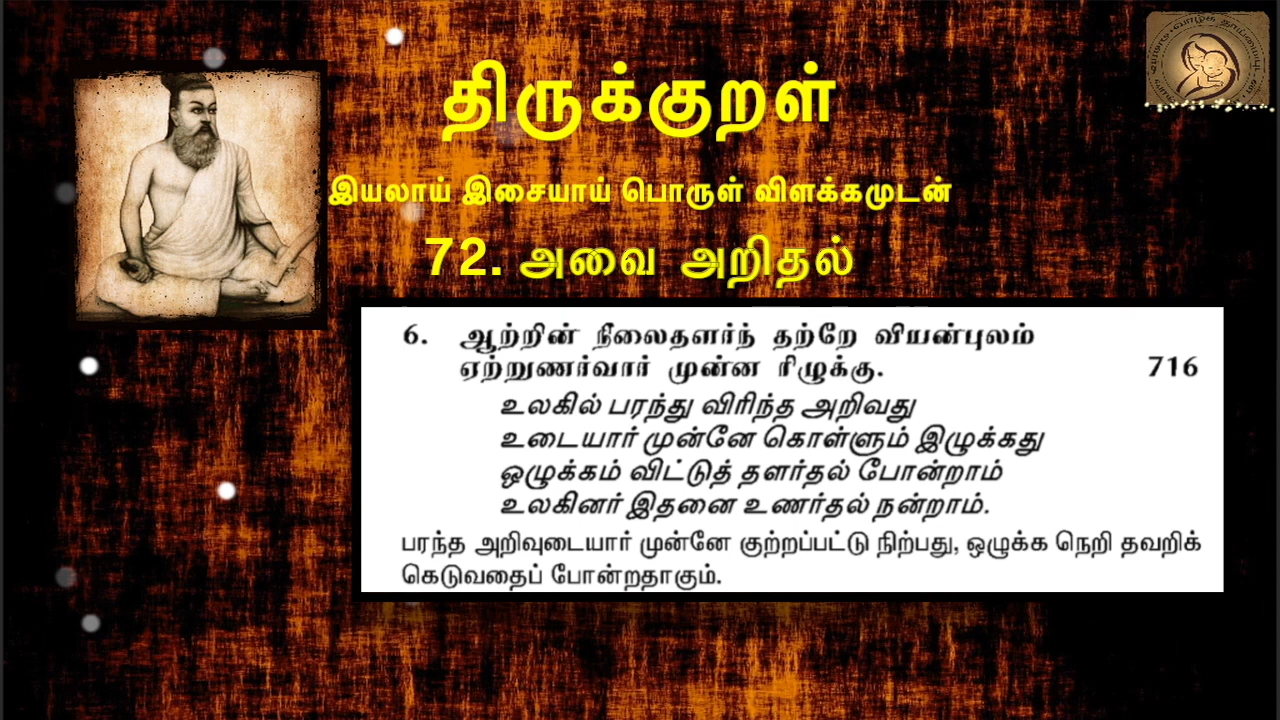 திருக்குறள்
இயலாய் இசையாய் பொருள் விளக்கமுடன்
72. அவை அறிதல்
6. ஆற்றின் நிலைதளர்ந் தற்றே வியன்புலம்
ஏற்றுணர்வார் முன்ன ரிழுக்கு. 716
உலகில் பரந்து விரிந்த அறிவது
உடையார் முன்னே கொள்ளும் இழுக்கது
ஒழுக்கம் விட்டுத் தளர்தல் போன்றாம்
உலகினர் இதனை உணர்தல் நன்றாம்.
பரந்த அறிவுடையார் முன்னே குற்றப்பட்டு நிற்பது, ஒழுக்க நெறி தவறிக்
கெடுவதைப் போன்றதாகும்.